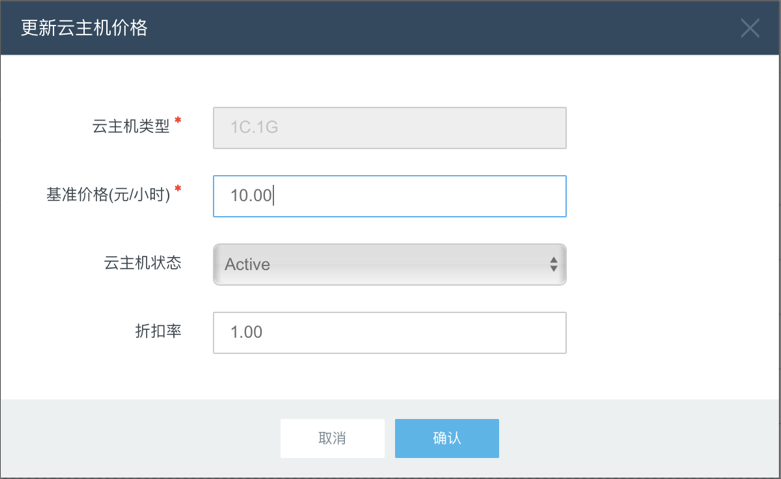 更新云主机价格
云主机类型 * 1C.1G
基准价格(元/小时) * 10.00
云主机状态 Active
折扣率 1.00
取消 确认